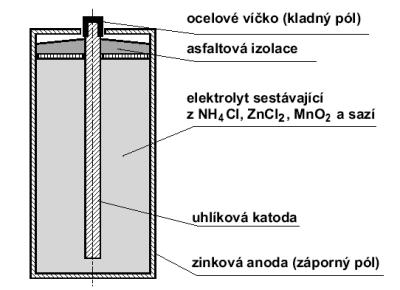 ocelové víčko (kladný pól)
asfaltová izolace
elektrolyt sestávající
z NH4Cl, ZnCl2, MnO2 a sazí
uhlíková katoda
zinková anoda (záporný pól)